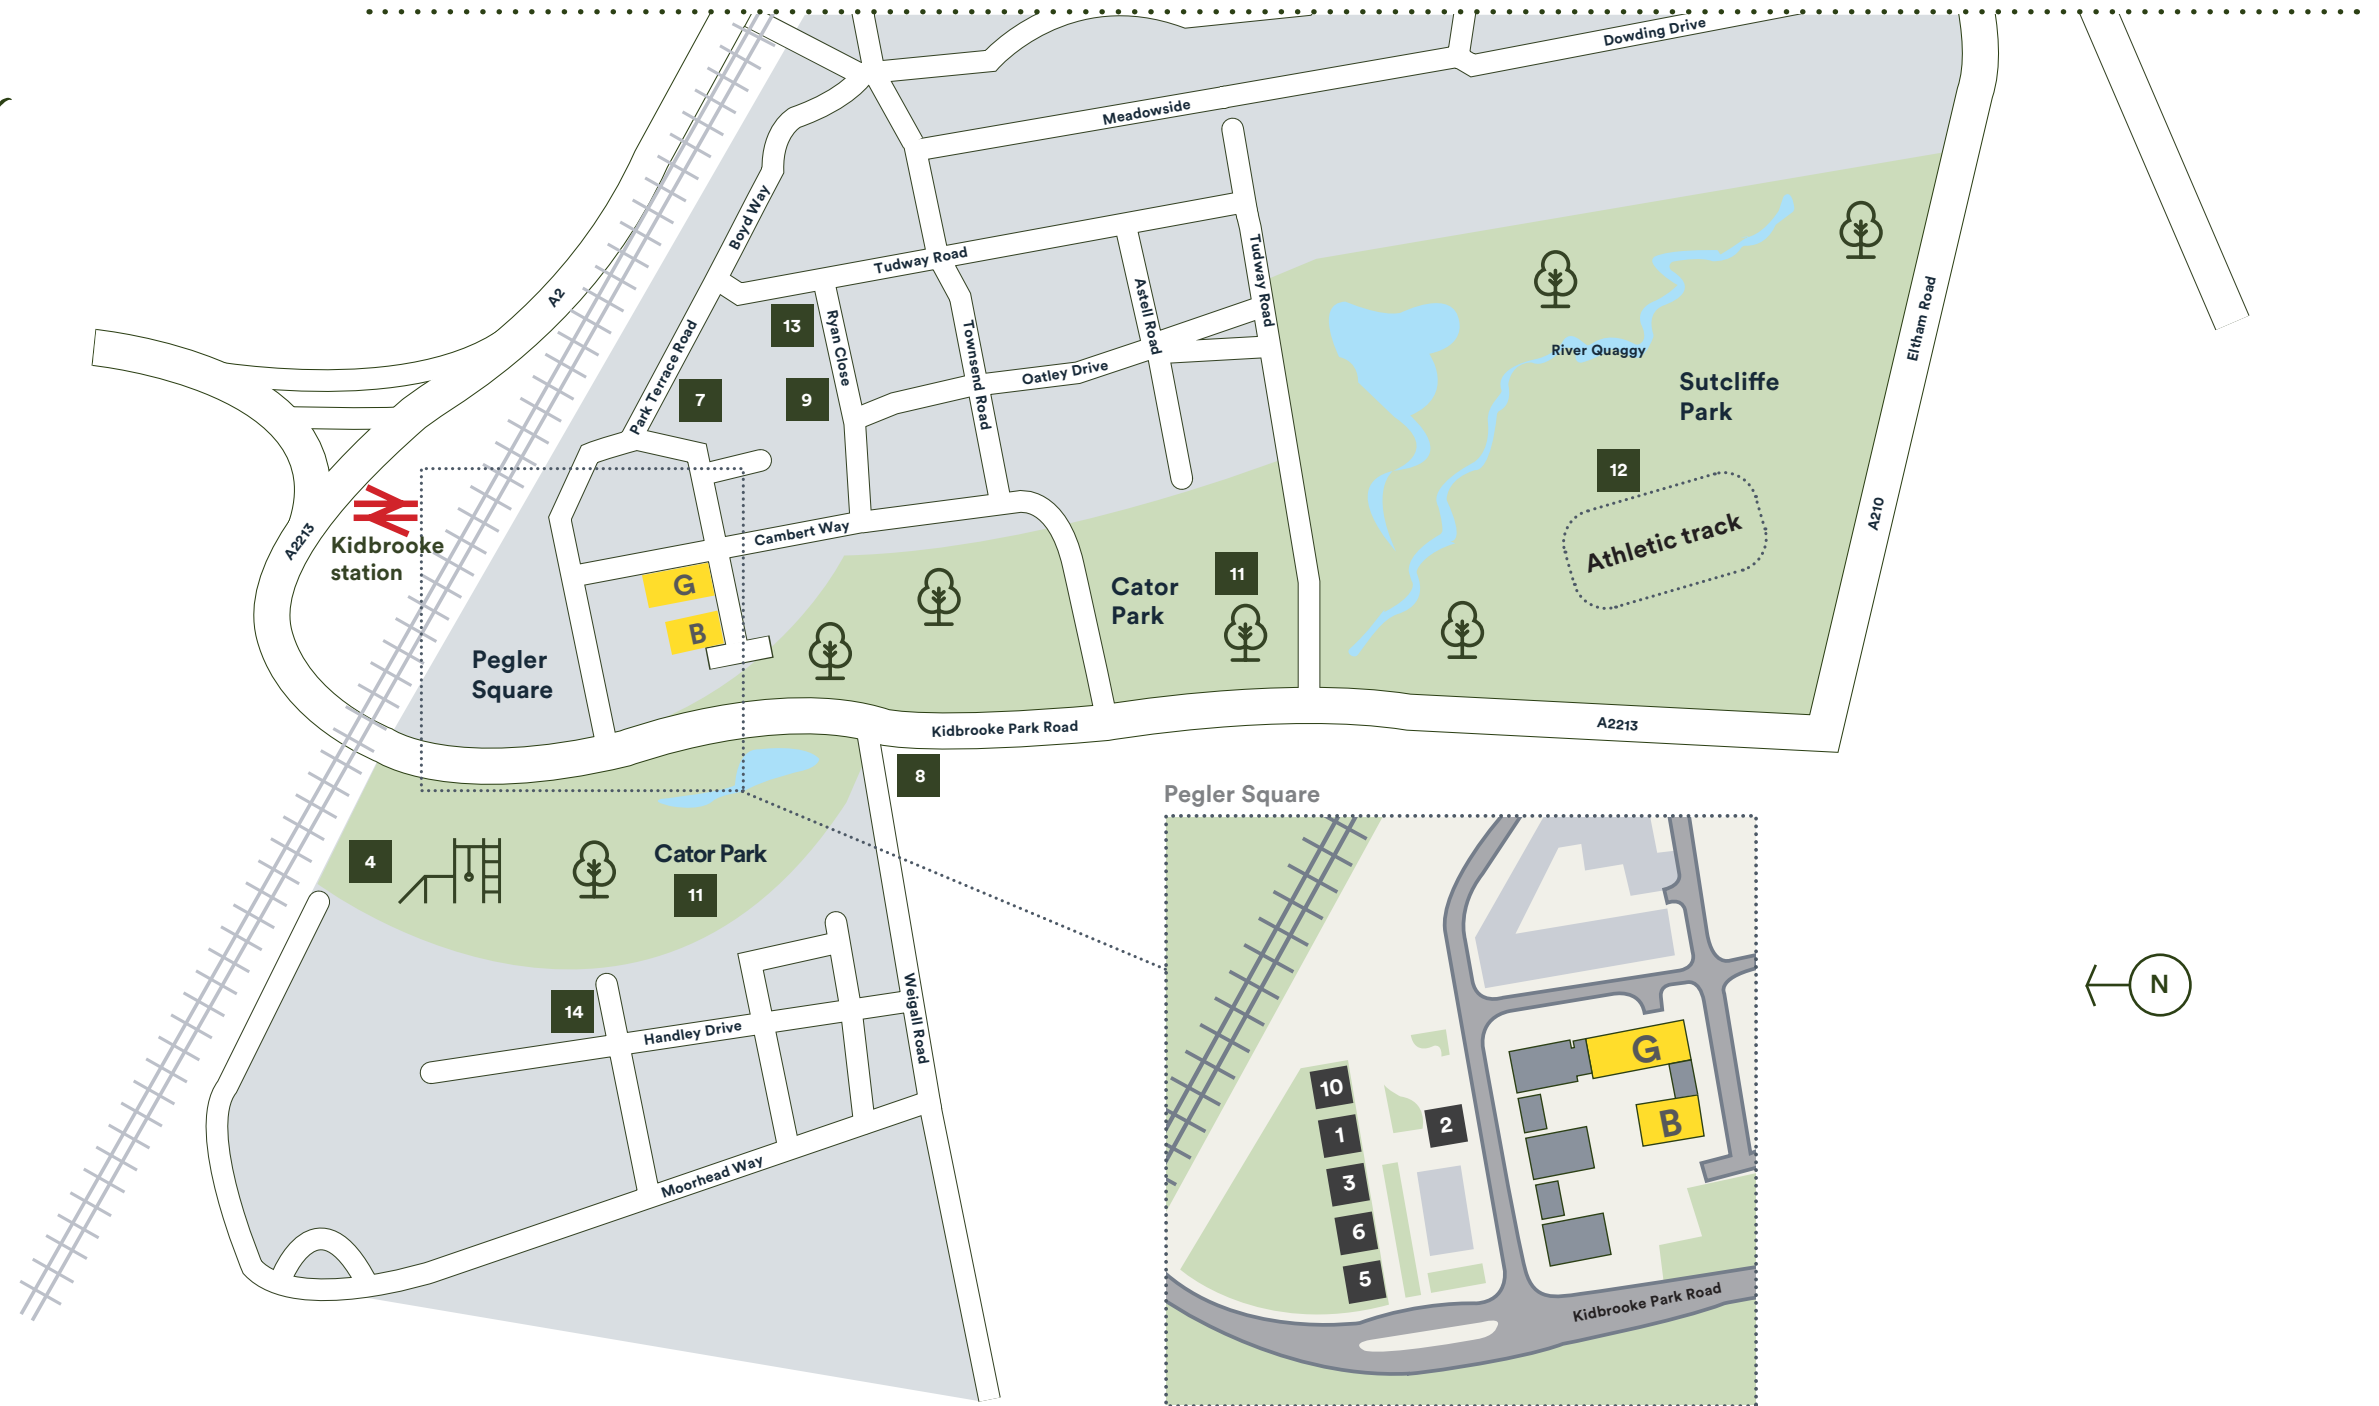 Dowding Drive
Meadowside
Boyd Way
Tudway Road
Tudway Road
A2
Park Terrace Road
13
Ryan Close
7
9
Townsend Road
Astell Road
Oatley Drive
River Quaggy
Sutcliffe
Park
Eltham Road
12
Athletic track
A210
A2213
Kidbrooke
station
Cambert Way
G
B
Cator
Park
11
Pegler
Square
Kidbrooke Park Road
A2213
8
4
Cator Park
11
14
Handley Drive
Weigall Road
Moorhead Way
Pegler Square
G
B
10
1
2
3
6
5
Kidbrooke Park Road
N